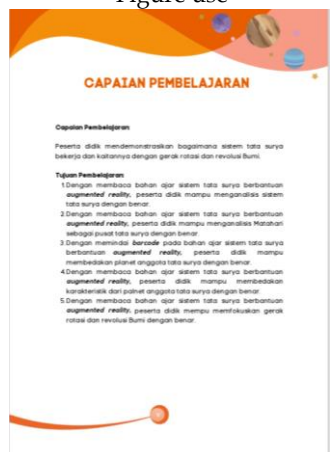 Figure use
CAPAIAN PEMBELAJARAN
Capaian Pembelajaran
Peserta didik mendemonstrasikan bagaimana sistem tata surya
bekerja dan kaitannya dengan gerak rotasi dan revolusi Bumi.
Tujuan Pembelajaran
1. Dengan membaca bahan ajar sistem tata surya berbantuan
augmented reality, peserta didik mampu menganalisis sistem
tata surya dengan benar.
2. Dengan membaca bahan ajar sistem tata surya berbantuan
augmented reality, peserta didik mampu menganalisis Matahari
sebagai pusat tata surya dengan benar.
3. Dengan memindai barcode pada bahan ajar sistem tata surya
berbantuan augmented reality, peserta didik mampu
membedakan planet anggota tata surya dengan benar.
4. Dengan membaca bahan ajar sistem tata surya berbantuan
augmented reality, peserta didik mampu membedakan
karakteristik dari palnet anggota tata surya dengan benar.
5. Dengan membaca bahan ajar sistem tata surya berbantuan
augmented reality, peserta didik mempu memfokuskan gerak
rotasi dan revolusi Bumi dengan benar.